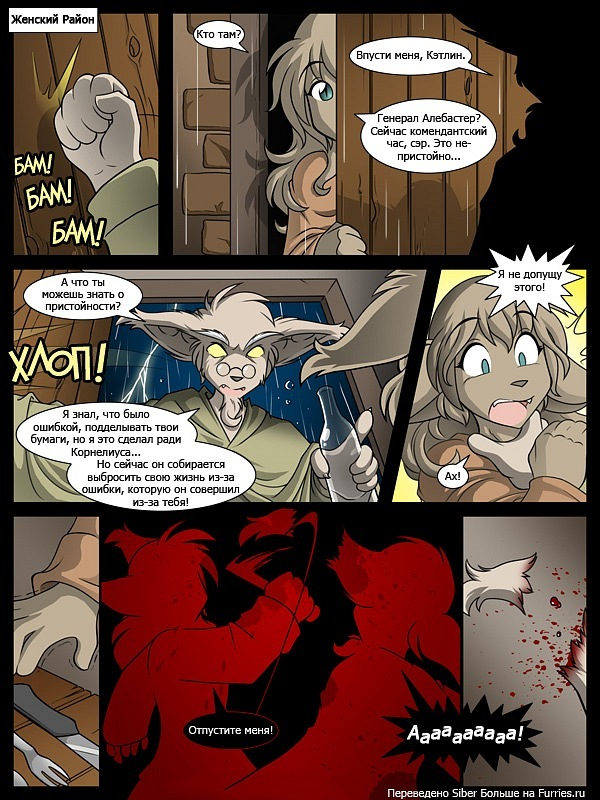 Женский Район
Кто там?
Впусти меня, Кэтлин.
Генерал Алебастер?
Сейчас комендантский
час, сэр. Это не-
пристойно...
БАМ!
БАМ!
БАМ!
А что ты
можешь знать о
пристойности?
Я не допущу
этого!
ХЛОП!
Я знал, что было
ошибкой, подделывать твои
бумаги, но я это сделал ради
Корнелиуса...
Но сейчас он собирается
выбросить свою жизнь из-за
ошибки, которую он совершил
из-за тебя!
Ах!
Отпустите меня!
Аааааааааа!
Переведено Siber Больше на Furries.ru